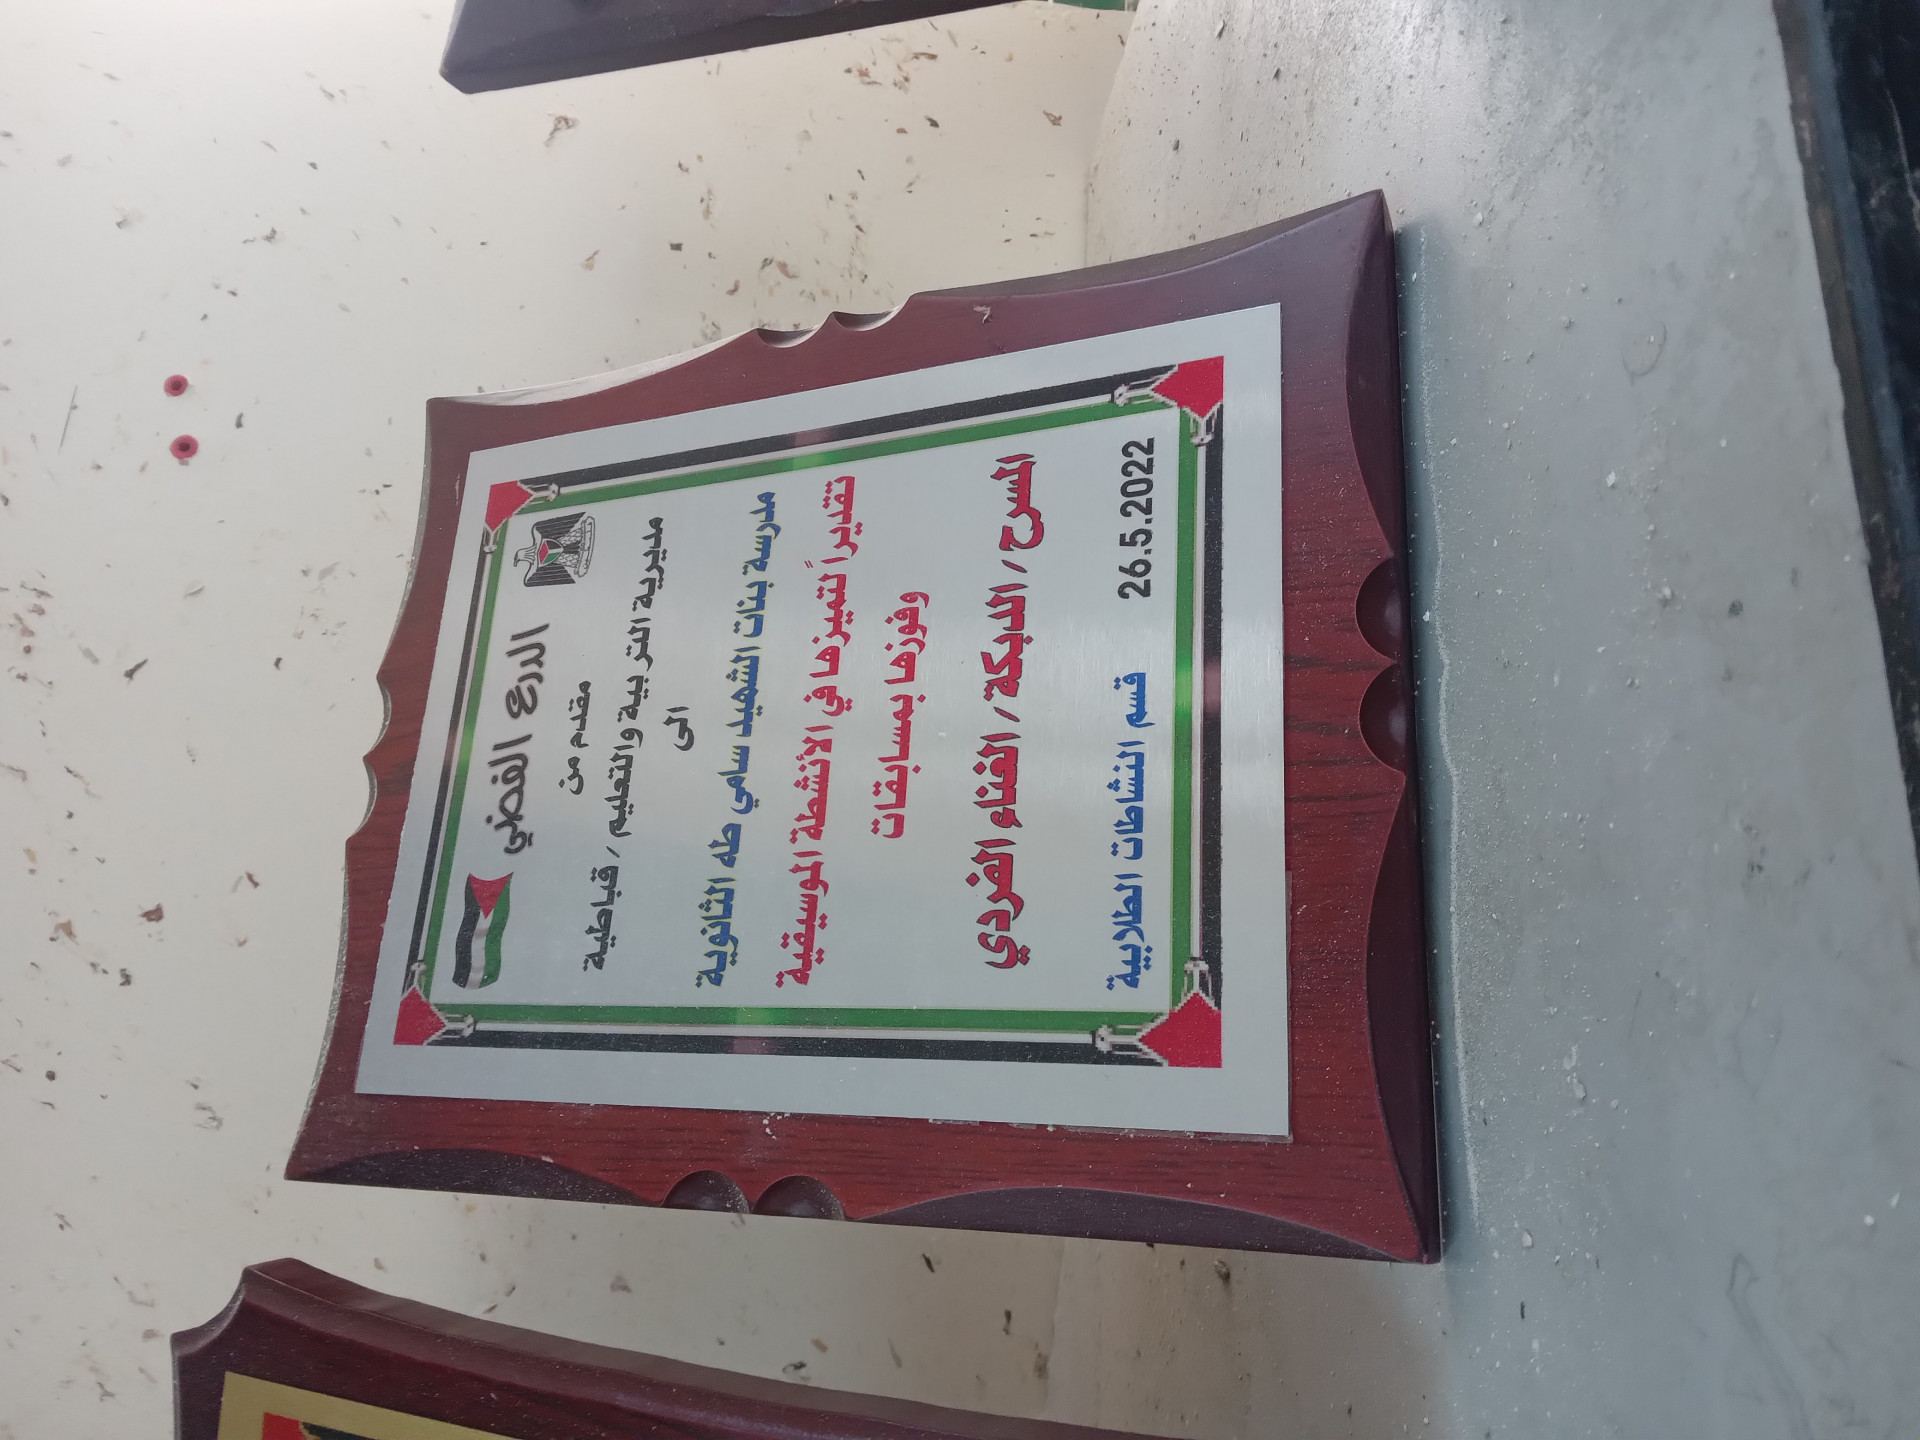 الدرع الفضي
مقدم من
مديرية التربية والتعليم / قباطية
الى
مدرسة بنات الشهيد سامي طه الثانوية
تقديراً لتميزها في الأنشطة الموسيقية
وفوزها بمسابقات
المسرح / الدبكة / الغناء الفردي
قسم النشاطات الطلابية 26.5.2022